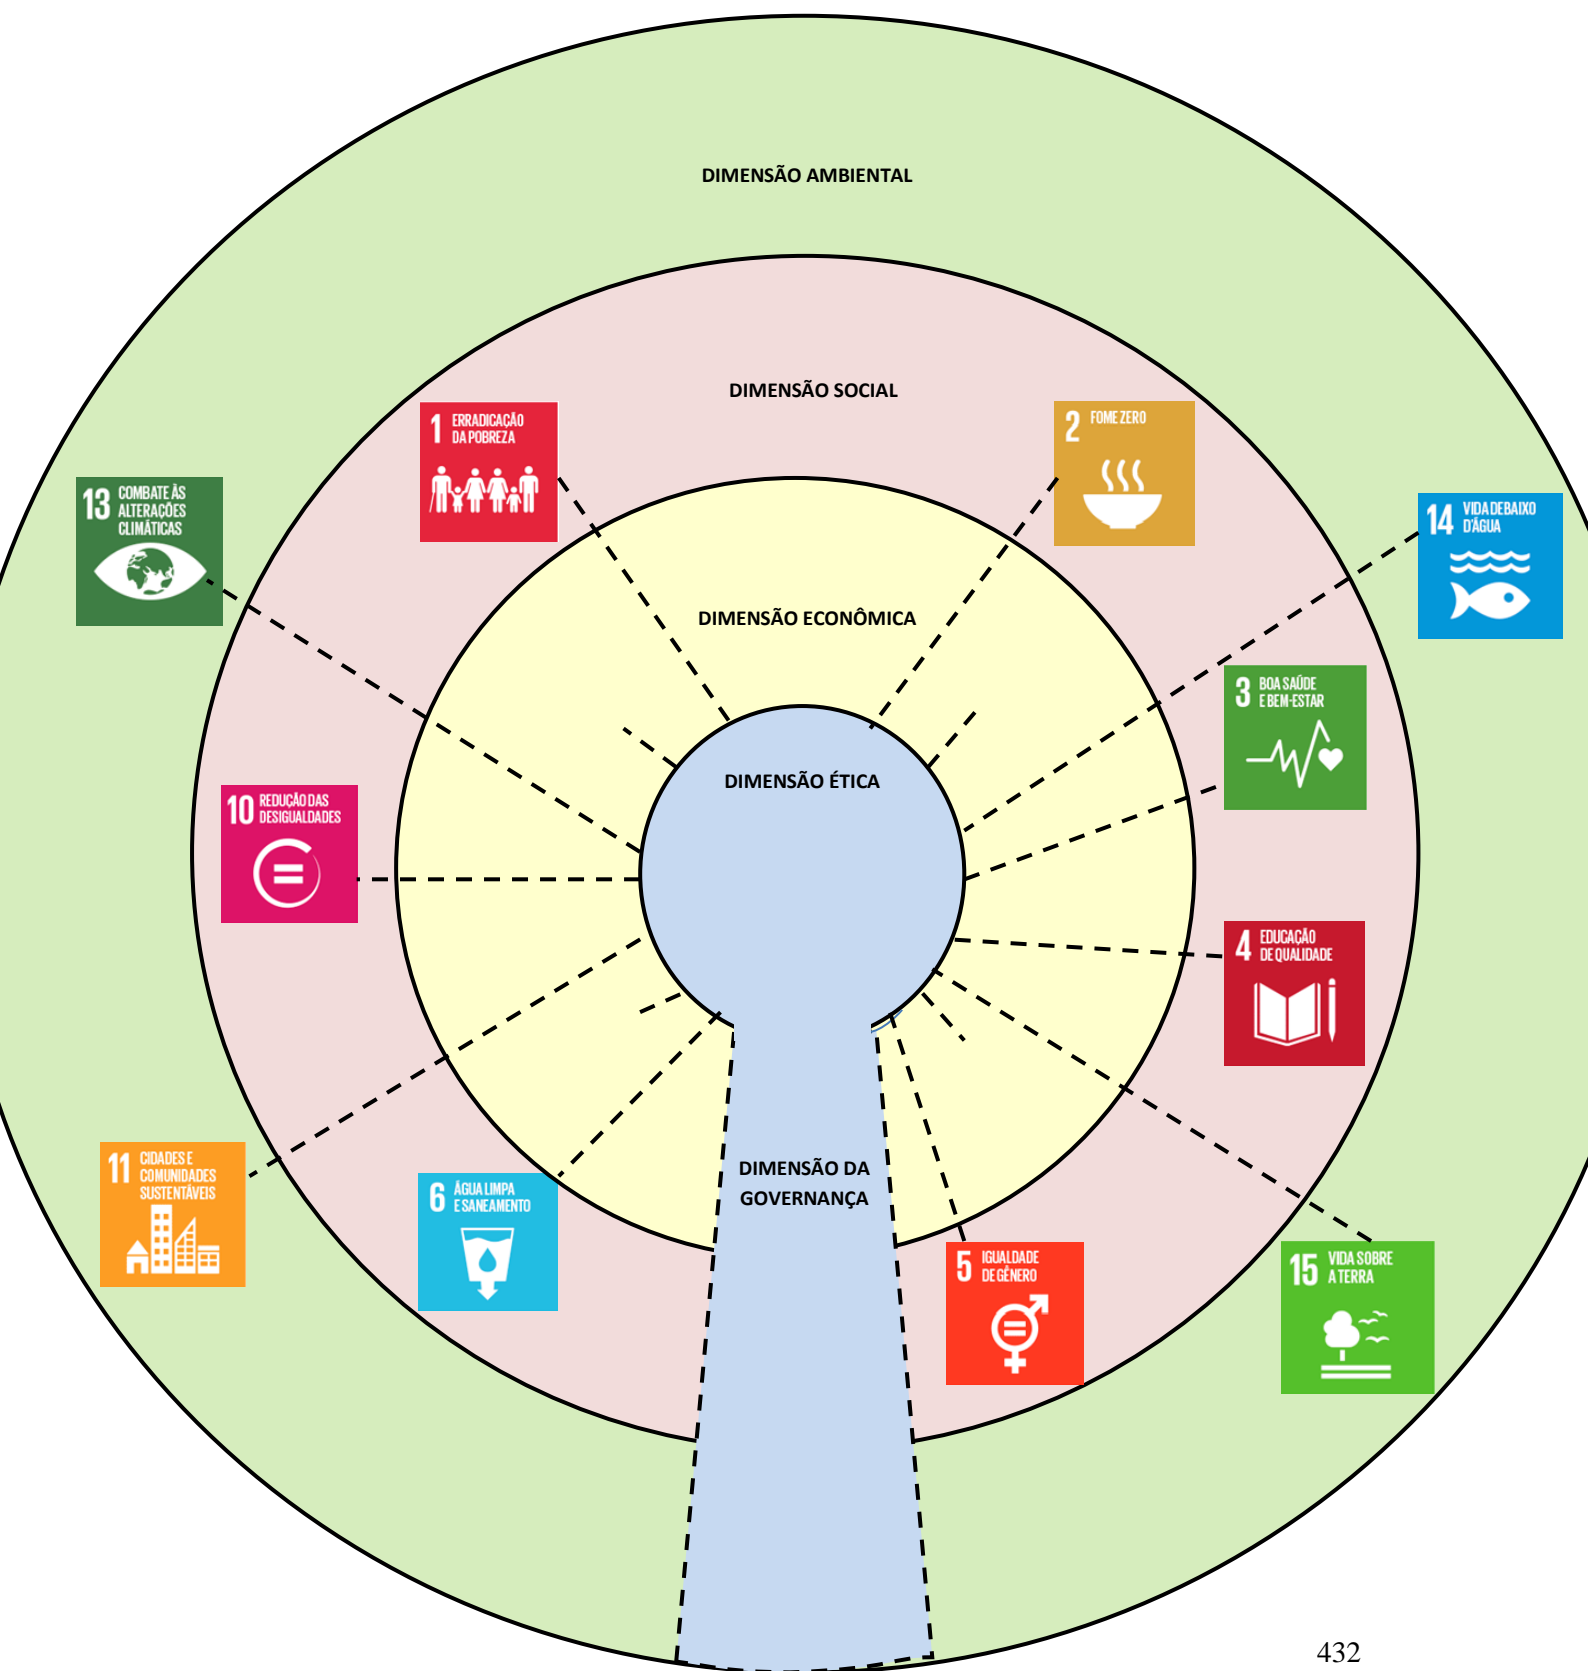 DIMENSÃO AMBIENTAL
DIMENSÃO SOCIAL
1 ERRADICAÇÃO
DA POBREZA
2 FOME ZERO
13 COMBATE ÀS
ALTERAÇÕES
CLIMÁTICAS
14 VIDA DEBAIXO
D'ÁGUA
DIMENSÃO ECONÔMICA
3 BOA SAÚDE
E BEM-ESTAR
DIMENSÃO ÉTICA
10 REDUÇÃO DAS
DESIGUALDADES
4 EDUCAÇÃO
DE QUALIDADE
11 CIDADES E
COMUNIDADES
SUSTENTÁVEIS
6 ÁGUA LIMPA
E SANEAMENTO
DIMENSÃO DA
GOVERNANÇA
5 IGUALDADE
DE GÊNERO
15 VIDA SOBRE
A TERRA
432